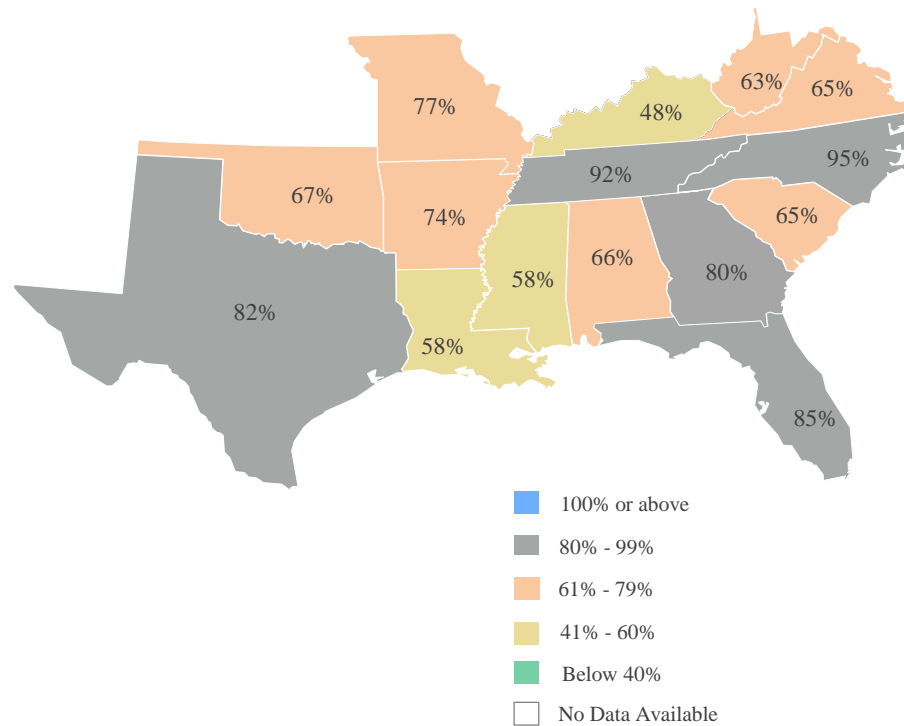 63%
65%
77%
48%
95%
92%
67%
74%
65%
66%
80%
58%
82%
58%
85%
100% or above
80% - 99%
61% - 79%
41% - 60%
Below 40%
No Data Available